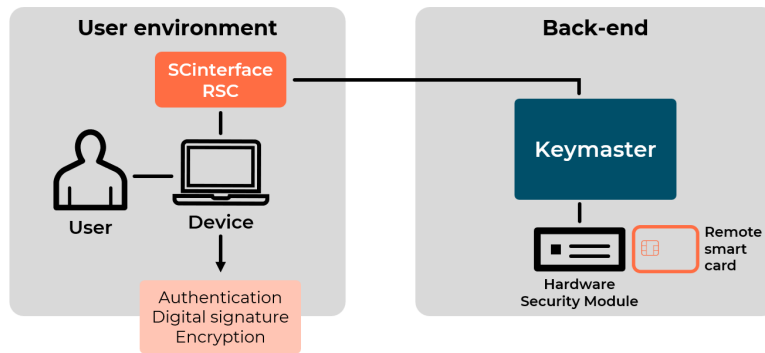 User environment
SCinterface
RSC
User
Device
Authentication
Digital signature
Encryption
Back-end
Keymaster
Hardware
Security Module
Remote
smart
card